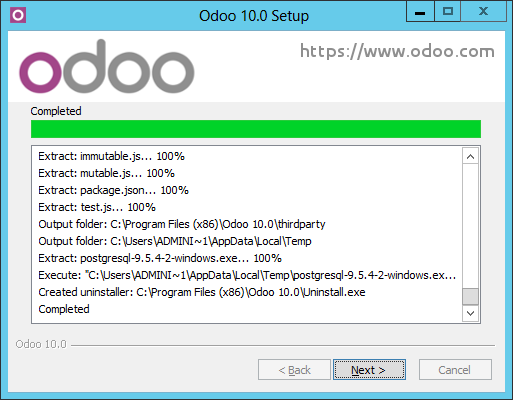 Odoo 10.0 Setup
odoo
https://www.odoo.com
Completed
Extract: immutable.js... 100%
Extract: mutable.js... 100%
Extract: package.json... 100%
Extract: test.js... 100%
Output folder: C:\Program Files (x86)\Odoo 10.0\thirdparty
Output folder: C:\Users\ADMINI~1\AppData\Local\Temp
Extract: postgresql-9.5.4-2-windows.exe... 100%
Execute: "C:\Users\ADMINI~1\AppData\Local\Temp\postgresql-9.5.4-2-windows.ex...
Created uninstaller: C:\Program Files (x86)\Odoo 10.0\Uninstall.exe
Completed
Odoo 10.0
< Back
Next >
Cancel